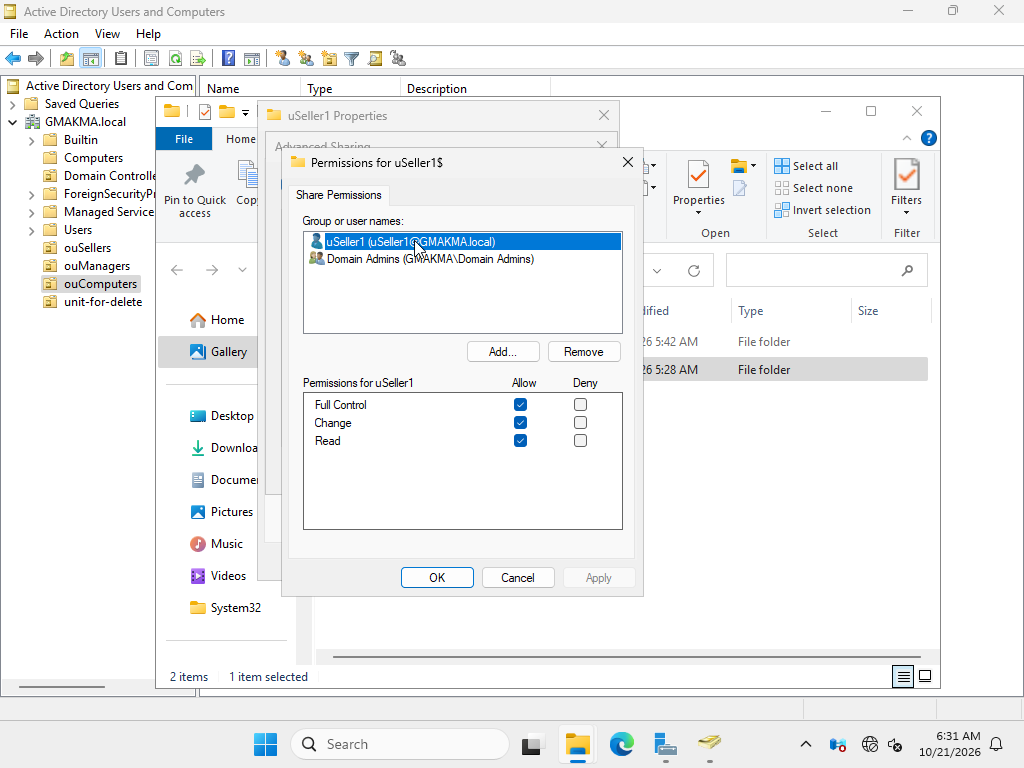 Active Directory Users and Computers
File Action View Help
Active Directory Users and Com
Name Type Description
Saved Queries
GMAKMA.local
Builtin
Computers
Domain Controlle
ForeignSecurityPr
Managed Service
Users
ouSellers
ouManagers
ouComputers
unit-for-delete
File Home
Pin to Quick access
Cop
Properties
Open
Select all
Select none
Invert selection
Select
Filters
Filter
Home
Gallery
Desktop
Downloa
Docume
Pictures
Music
Videos
System32
ified Type Size
26 5:42 AM File folder
26 5:28 AM File folder
2 items 1 item selected
uSeller1 Properties
Advanced Sharing
Permissions for uSeller1$
Share Permissions
Group or user names:
uSeller1 (uSeller1@GMAKMA.local)
Domain Admins (GMAKMA\Domain Admins)
Add... Remove
Permissions for uSeller1 Allow Deny
Full Control
Change
Read
OK Cancel Apply
Search
6:31 AM
10/21/2026